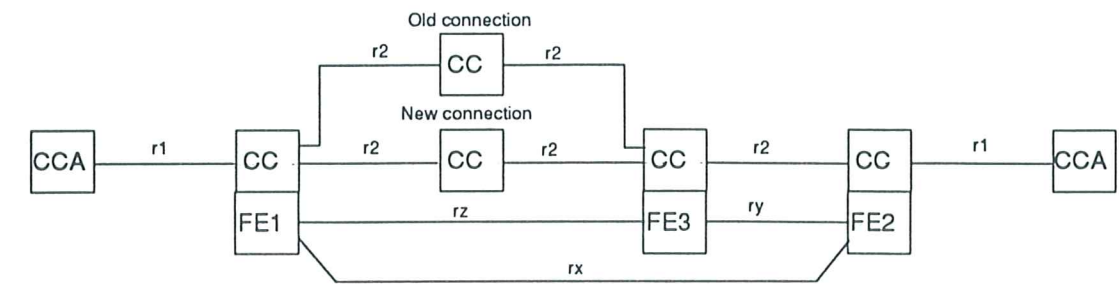 Old connection
r2 CC r2
New connection
CCA r1 CC r2 CC r2 CC r2 CC r1 CCA
FE1 rz FE3 ry FE2
rx